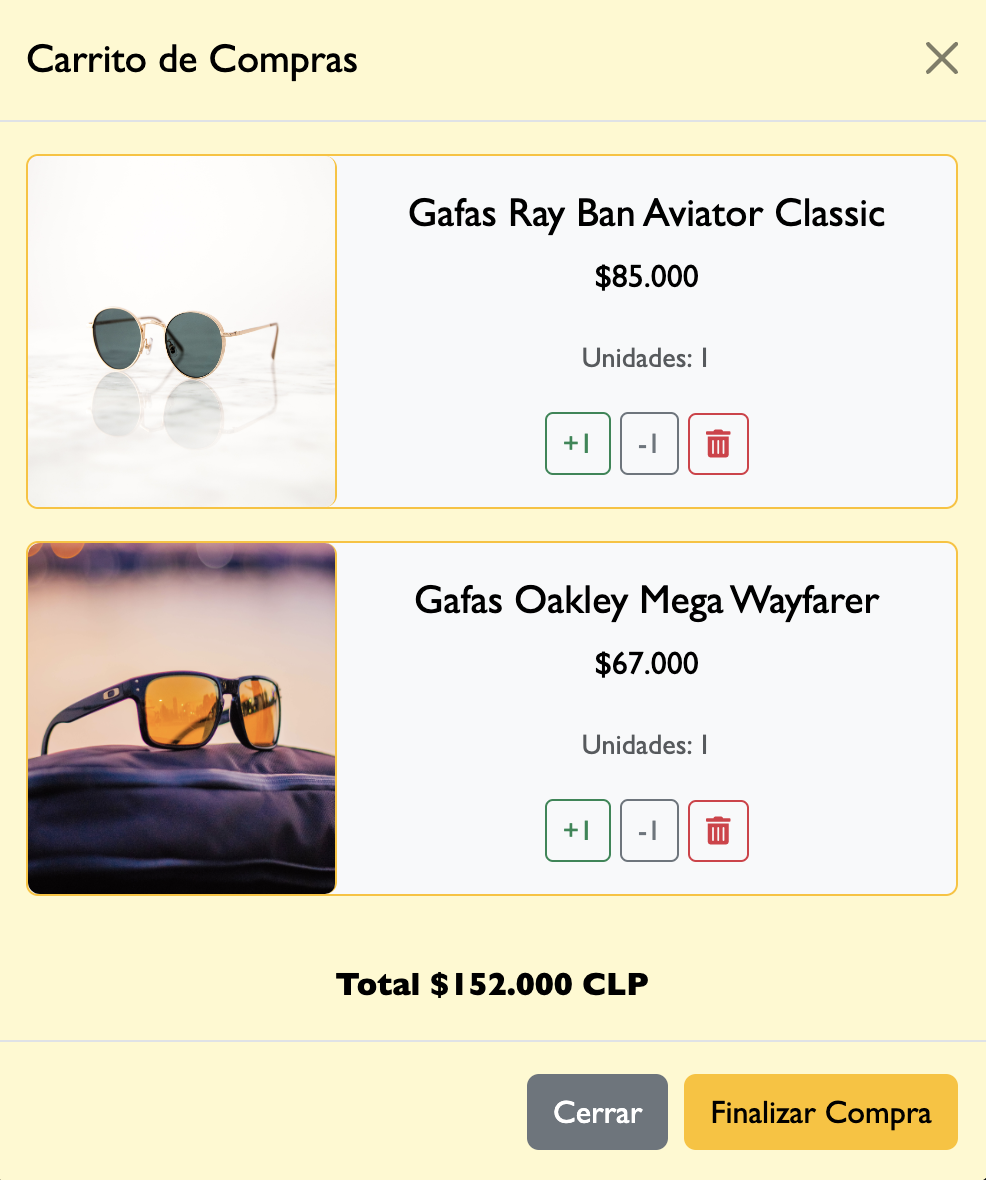 Carrito de Compras
Gafas Ray Ban Aviator Classic
$85.000
Unidades: 1
+1 -1
Gafas Oakley Mega Wayfarer
$67.000
Unidades: 1
+1 -1
Total $152.000 CLP
Cerrar Finalizar Compra